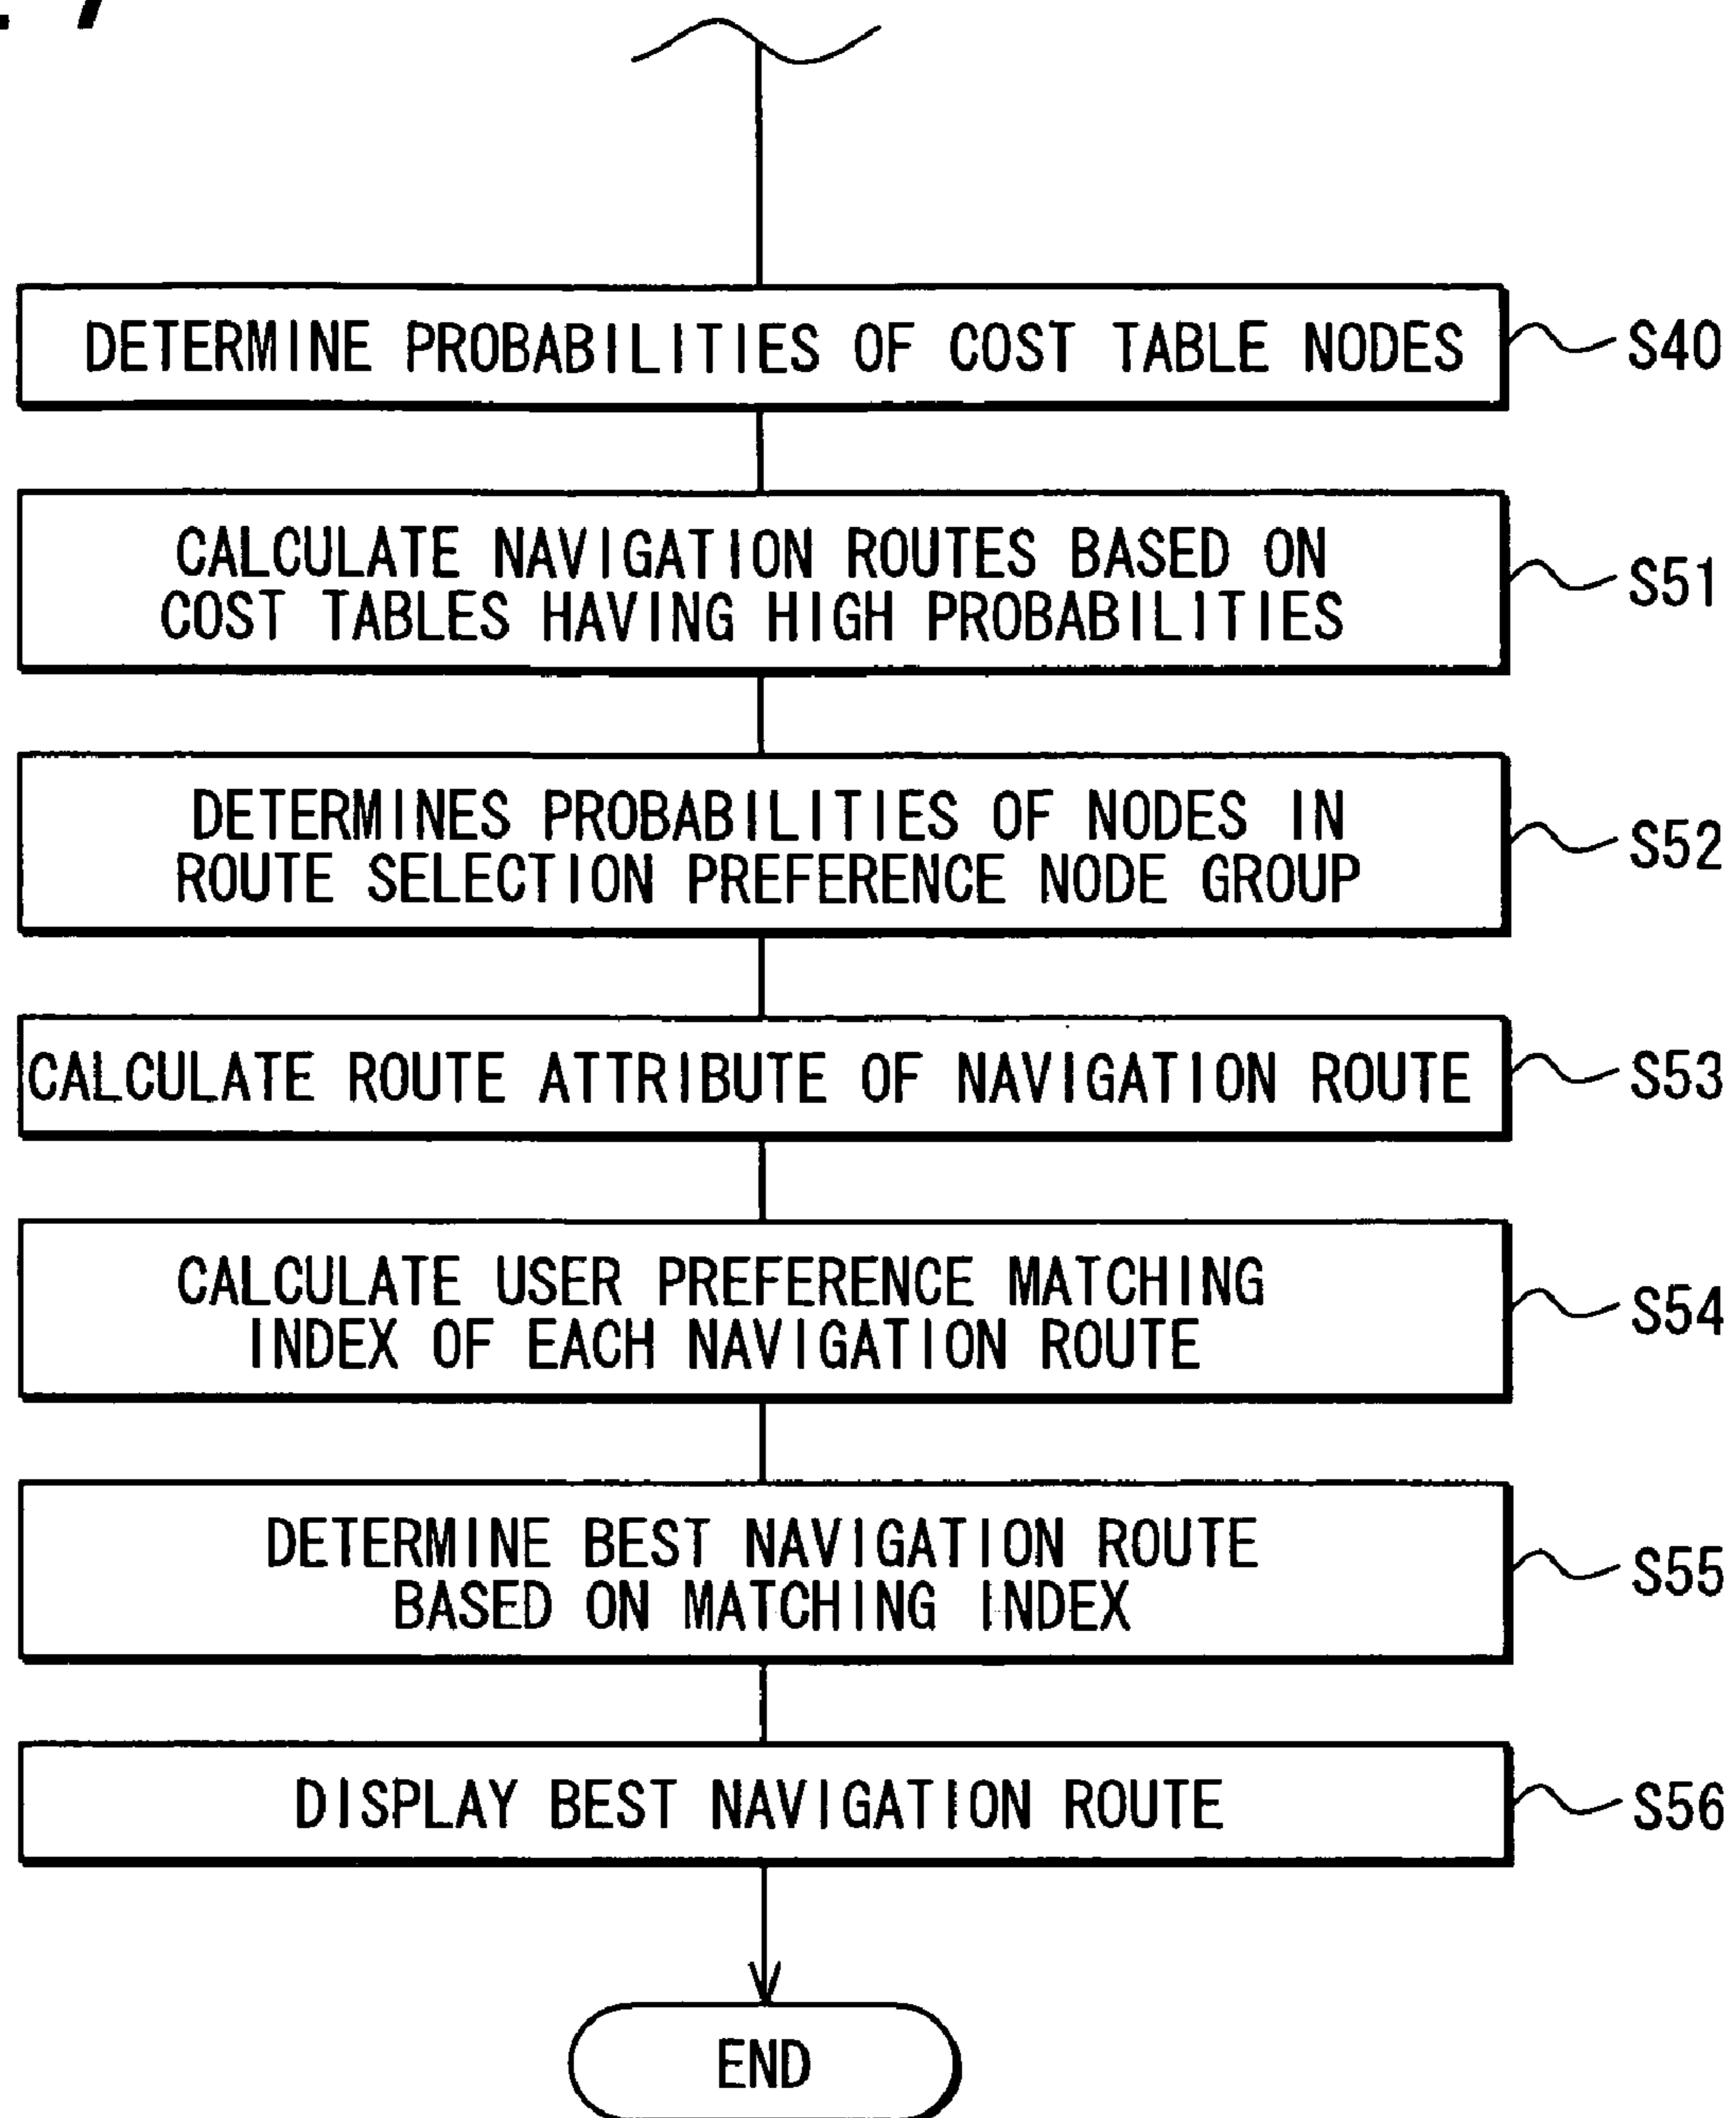 DETERMINE PROBABILITIES OF COST TABLE NODES
S40
CALCULATE NAVIGATION ROUTES BASED ON
COST TABLES HAVING HIGH PROBABILITIES
S51
DETERMINES PROBABILITIES OF NODES IN
ROUTE SELECTION PREFERENCE NODE GROUP
S52
CALCULATE ROUTE ATTRIBUTE OF NAVIGATION ROUTE
S53
CALCULATE USER PREFERENCE MATCHING
INDEX OF EACH NAVIGATION ROUTE
S54
DETERMINE BEST NAVIGATION ROUTE
BASED ON MATCHING INDEX
S55
DISPLAY BEST NAVIGATION ROUTE
S56
END